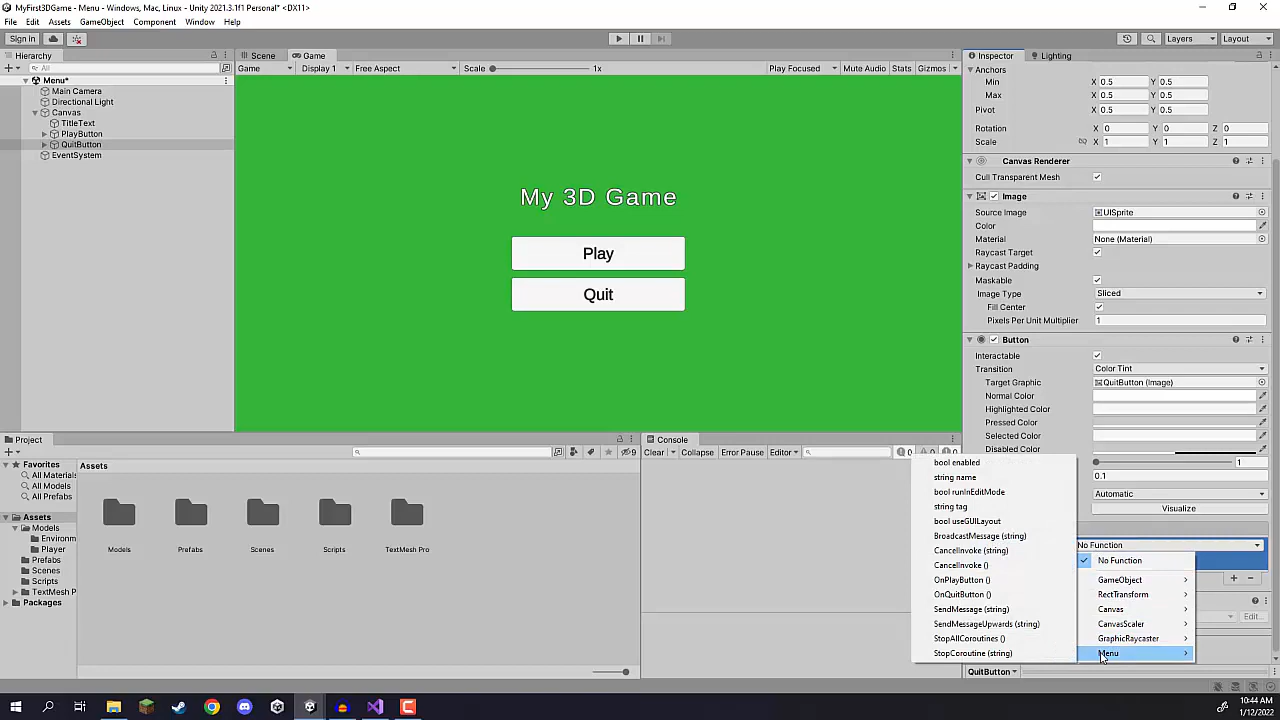 MyFirst3DGame - Menu - Windows, Mac, Linux - Unity 2021.3.1f1 Personal* <DX11>
File Edit Assets GameObject Component Window Help
Sign in
Layers
Layout
Hierarchy
All
Menu*
Main Camera
Directional Light
Canvas
TitleText
PlayButton
QuitButton
EventSystem
Scene
Game
Game
Display 1
Free Aspect
Scale
1x
Play Focused
Mute Audio
Stats
Gizmos
My 3D Game
Play
Quit
Inspector
Lighting
Anchors
Min X 0.5 Y 0.5
Max X 0.5 Y 0.5
Pivot X 0.5 Y 0.5
Rotation X 0 Y 0 Z 0
Scale X 1 Y 1 Z 1
Canvas Renderer
Cull Transparent Mesh
Image
Source Image UISprite
Color
Material None (Material)
Raycast Target
Raycast Padding
Maskable
Image Type Sliced
Fill Center
Pixels Per Unit Multiplier 1
Button
Interactable
Transition Color Tint
Target Graphic QuitButton (Image)
Normal Color
Highlighted Color
Pressed Color
Selected Color
Disabled Color
1
0.1
Automatic
Visualize
No Function
No Function
GameObject
RectTransform
Canvas
CanvasScaler
GraphicRaycaster
Menu
Edit...
QuitButton
bool enabled
string name
bool runInEditMode
string tag
bool useGUILayout
BroadcastMessage (string)
CancelInvoke (string)
CancelInvoke ()
OnPlayButton ()
OnQuitButton ()
SendMessage (string)
SendMessageUpwards (string)
StopAllCoroutines ()
StopCoroutine (string)
Project
9
Favorites
All Materials
All Models
All Prefabs
Assets
Models
Environm
Player
Prefabs
Scenes
Scripts
TextMesh P
Packages
Assets
Models
Prefabs
Scenes
Scripts
TextMesh Pro
Console
Clear
Collapse
Error Pause
Editor
10:44 AM
1/12/2022